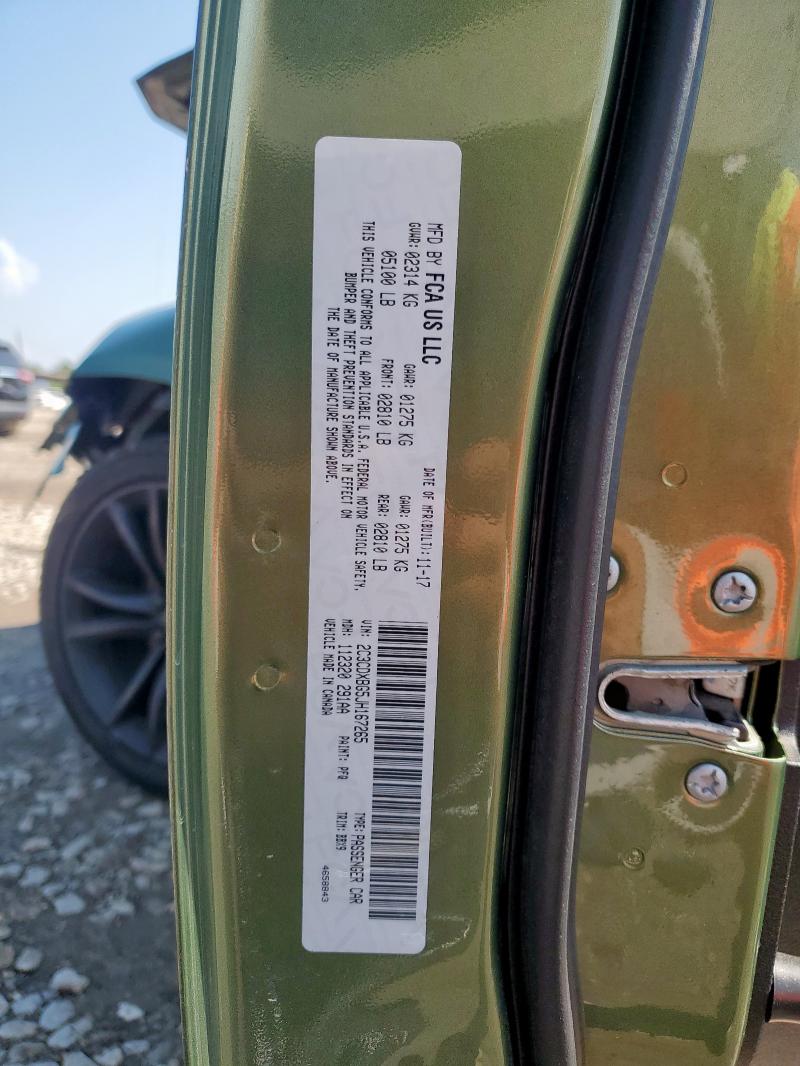 MFD BY FCA US LLC
DATE OF MFR(BUILT): 11-17
GVWR: 02314 KG GAWR: 01275 KG GAWR: 01275 KG
05100 LB FRONT: 02810 LB REAR: 02810 LB
THIS VEHICLE CONFORMS TO ALL APPLICABLE U.S.A. FEDERAL MOTOR VEHICLE SAFETY,
BUMPER AND THEFT PREVENTION STANDARDS IN EFFECT ON
THE DATE OF MANUFACTURE SHOWN ABOVE.
VIN: 2C3CDXBG5JH167265 TYPE: PASSENGER CAR
MDH: 112320 291AA PAINT: PFQ TRIM: BBX9
VEHICLE MADE IN CANADA 4658843